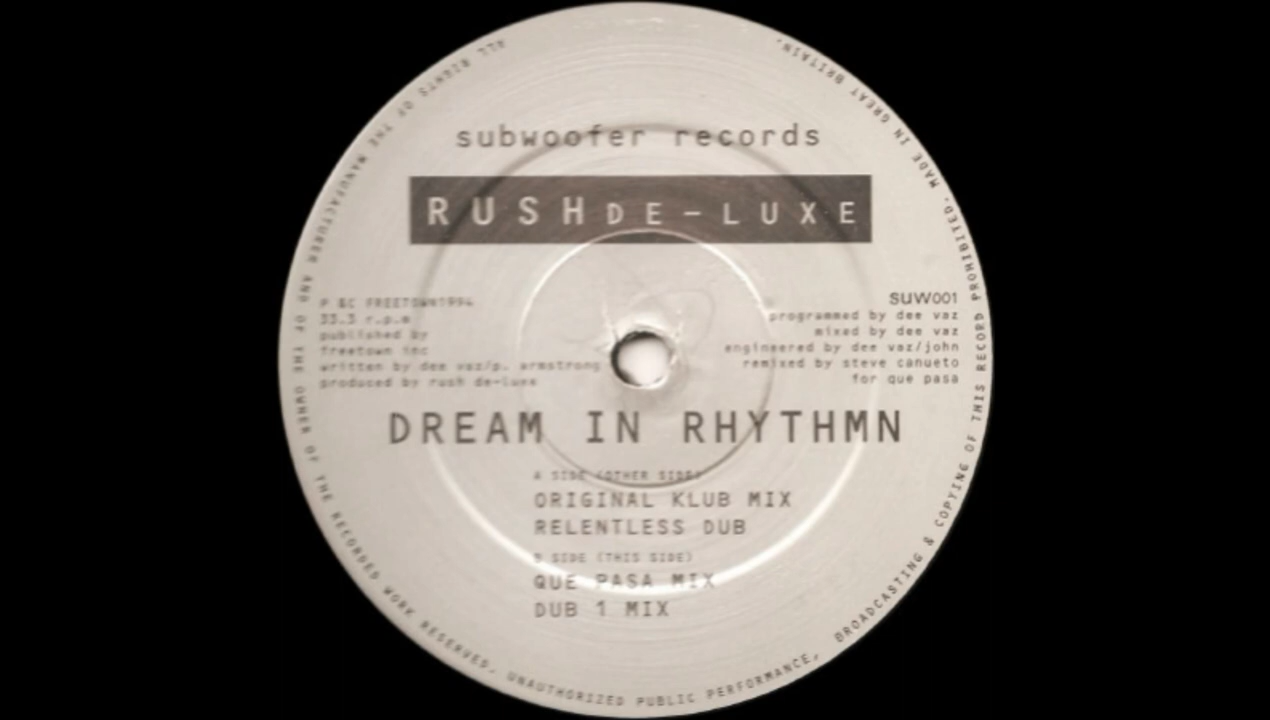 subwoofer records
RUSH DE-LUXE
P &C FREETOWN1994
33.3 r.p.m
published by
freetown inc
written by dee vaz/p. armstrong
produced by rush de-luxe
SUW001
programmed by dee vaz
mixed by dee vaz
engineered by dee vaz/john
remixed by steve canueto
for que pasa
DREAM IN RHYTHMN
A SIDE (OTHER SIDE)
ORIGINAL KLUB MIX
RELENTLESS DUB
B SIDE (THIS SIDE)
QUE PASA MIX
DUB 1 MIX
ALL RIGHTS OF THE MANUFACTURER AND OF THE OWNER OF THE RECORDED WORK RESERVED. UNAUTHORIZED PUBLIC PERFORMANCE, BROADCASTING & COPYING OF THIS RECORD PROHIBITED. MADE IN GREAT BRITAIN.